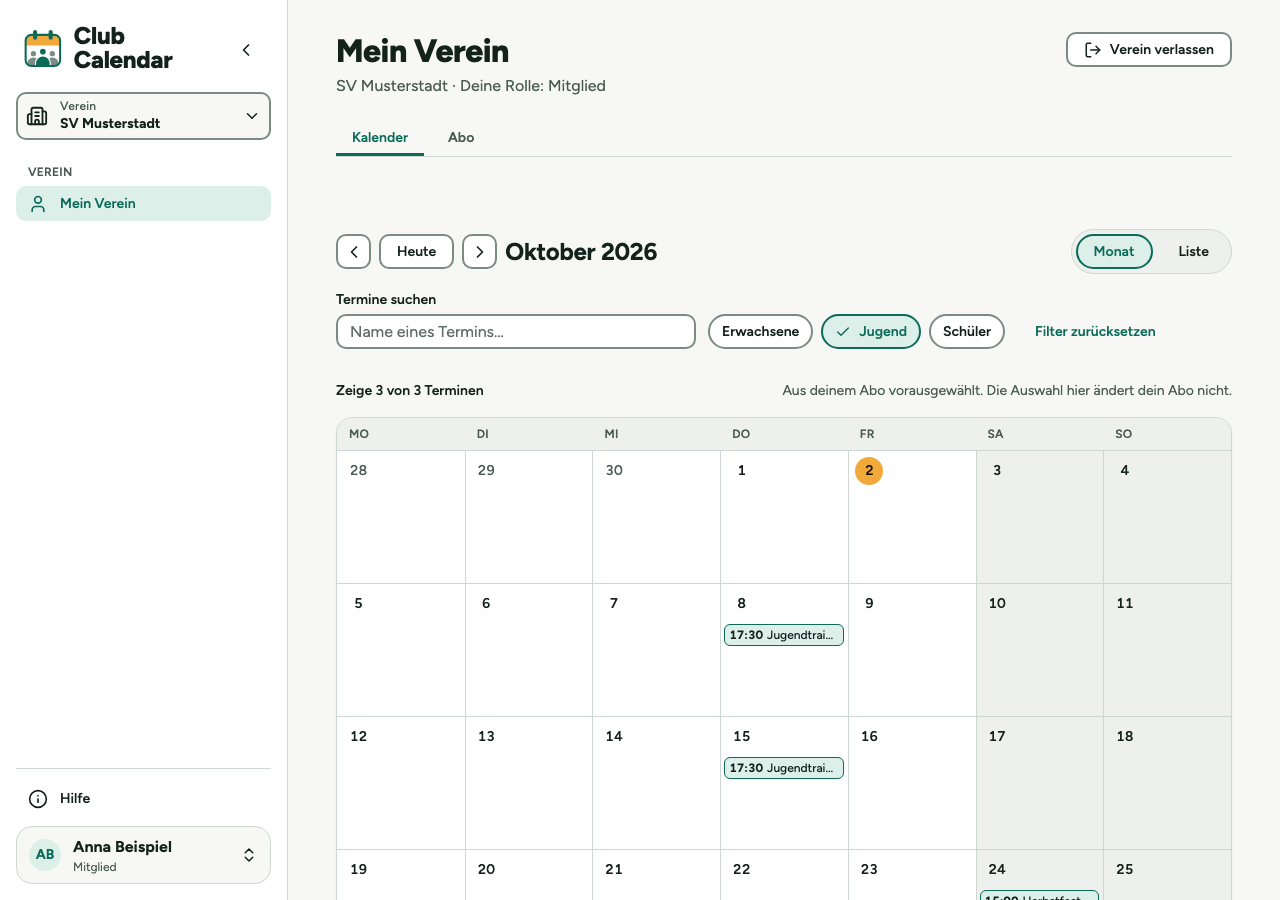 Club
Calendar
Verein
SV Musterstadt
VEREIN
Mein Verein
Hilfe
AB
Anna Beispiel
Mitglied
Mein Verein
SV Musterstadt · Deine Rolle: Mitglied
Verein verlassen
Kalender Abo
Heute
Oktober 2026
Monat Liste
Termine suchen
Name eines Termins...
Erwachsene Jugend Schüler Filter zurücksetzen
Zeige 3 von 3 Terminen
Aus deinem Abo vorausgewählt. Die Auswahl hier ändert dein Abo nicht.
MO DI MI DO FR SA SO
28 29 30 1 2 3 4
5 6 7 8 9 10 11
17:30 Jugendtrai...
12 13 14 15 16 17 18
17:30 Jugendtrai...
19 20 21 22 23 24 25